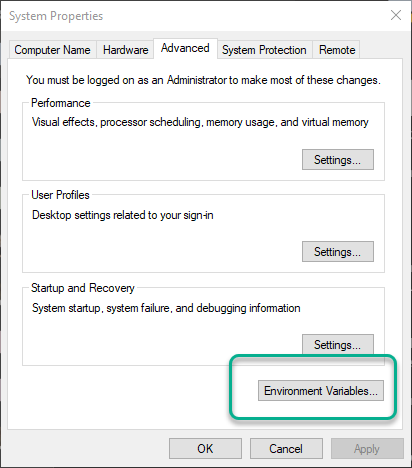 System Properties
Computer Name Hardware Advanced System Protection Remote
You must be logged on as an Administrator to make most of these changes.
Performance
Visual effects, processor scheduling, memory usage, and virtual memory
Settings...
User Profiles
Desktop settings related to your sign-in
Settings...
Startup and Recovery
System startup, system failure, and debugging information
Settings...
Environment Variables...
OK Cancel Apply